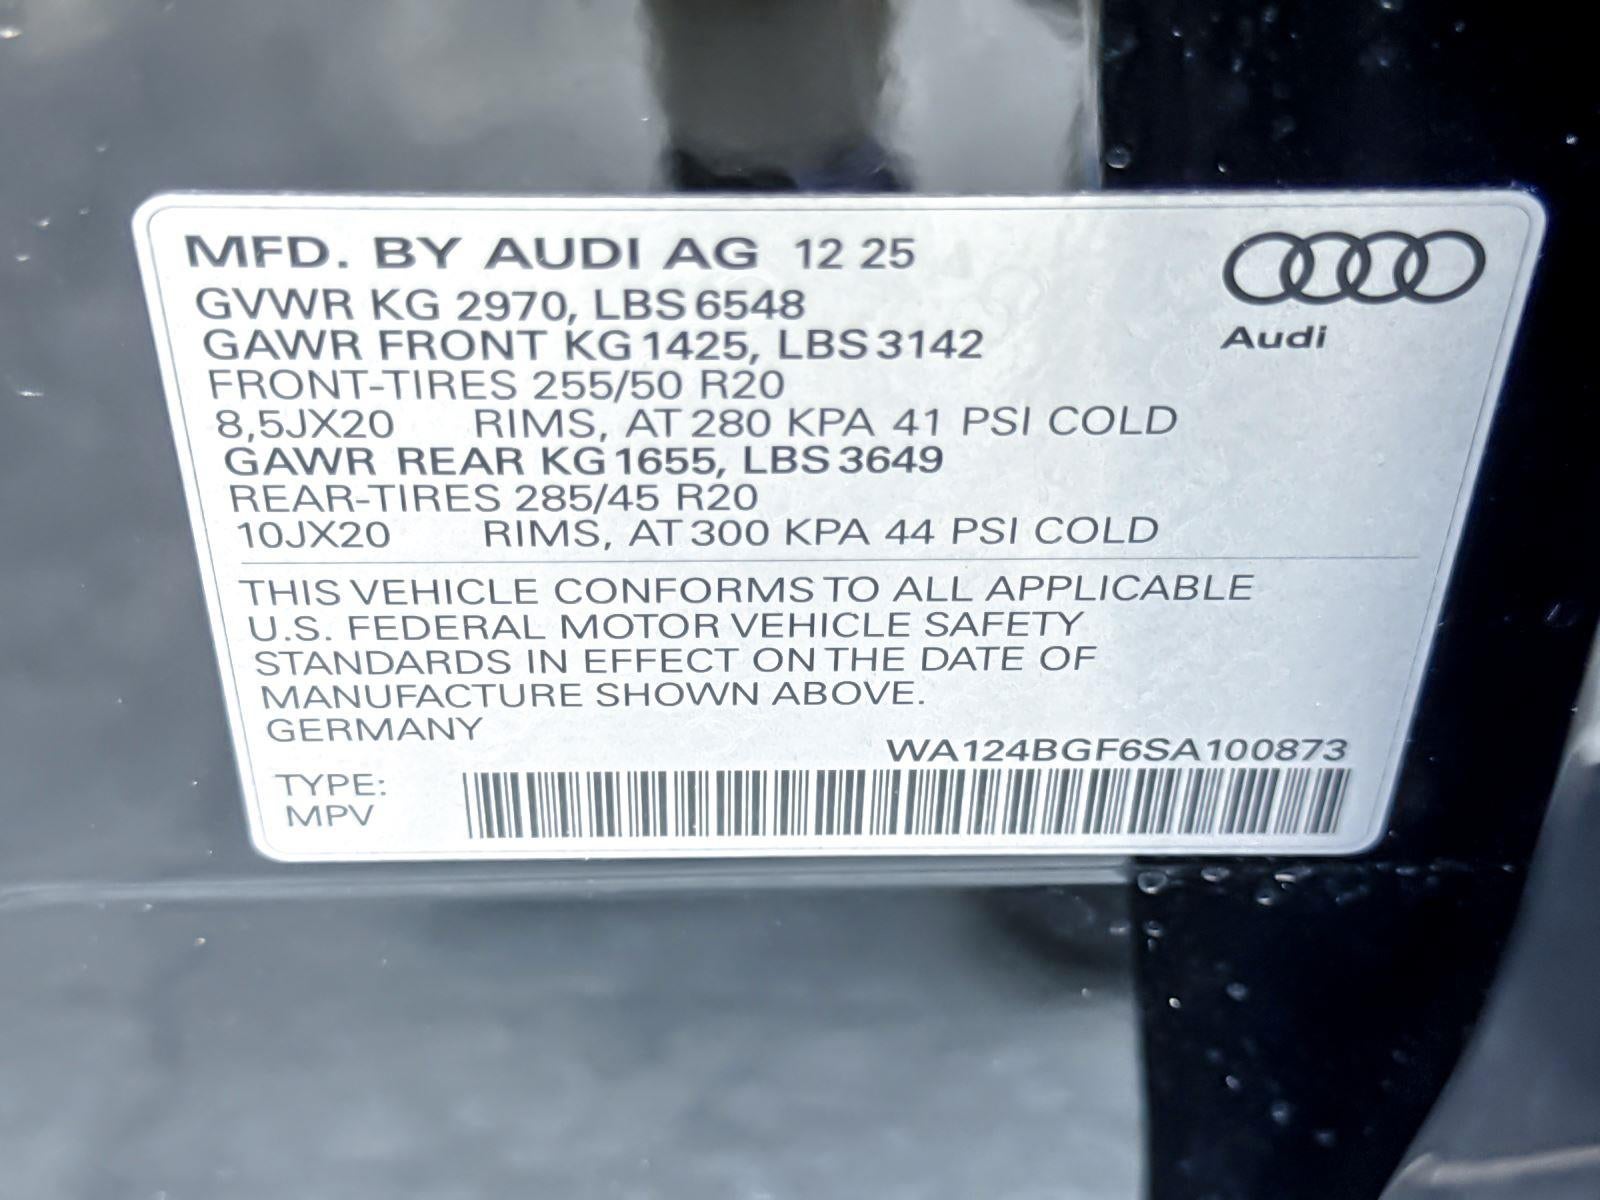 MFD. BY AUDI AG 12 25
GVWR KG 2970, LBS 6548
GAWR FRONT KG 1425, LBS 3142
FRONT-TIRES 255/50 R20
8,5JX20 RIMS, AT 280 KPA 41 PSI COLD
GAWR REAR KG 1655, LBS 3649
REAR-TIRES 285/45 R20
10JX20 RIMS, AT 300 KPA 44 PSI COLD
Audi
THIS VEHICLE CONFORMS TO ALL APPLICABLE
U.S. FEDERAL MOTOR VEHICLE SAFETY
STANDARDS IN EFFECT ON THE DATE OF
MANUFACTURE SHOWN ABOVE.
GERMANY
WA124BGF6SA100873
TYPE:
MPV